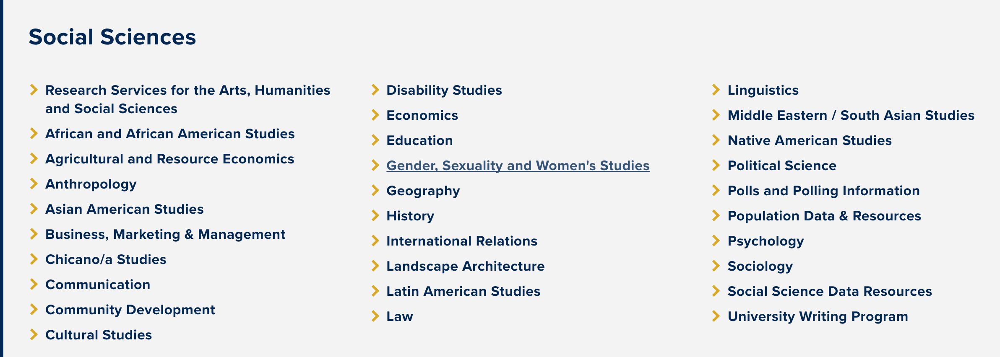 Social Sciences
Research Services for the Arts, Humanities
and Social Sciences
African and African American Studies
Agricultural and Resource Economics
Anthropology
Asian American Studies
Business, Marketing & Management
Chicano/a Studies
Communication
Community Development
Cultural Studies
Disability Studies
Economics
Education
Gender, Sexuality and Women's Studies
Geography
History
International Relations
Landscape Architecture
Latin American Studies
Law
Linguistics
Middle Eastern / South Asian Studies
Native American Studies
Political Science
Polls and Polling Information
Population Data & Resources
Psychology
Sociology
Social Science Data Resources
University Writing Program